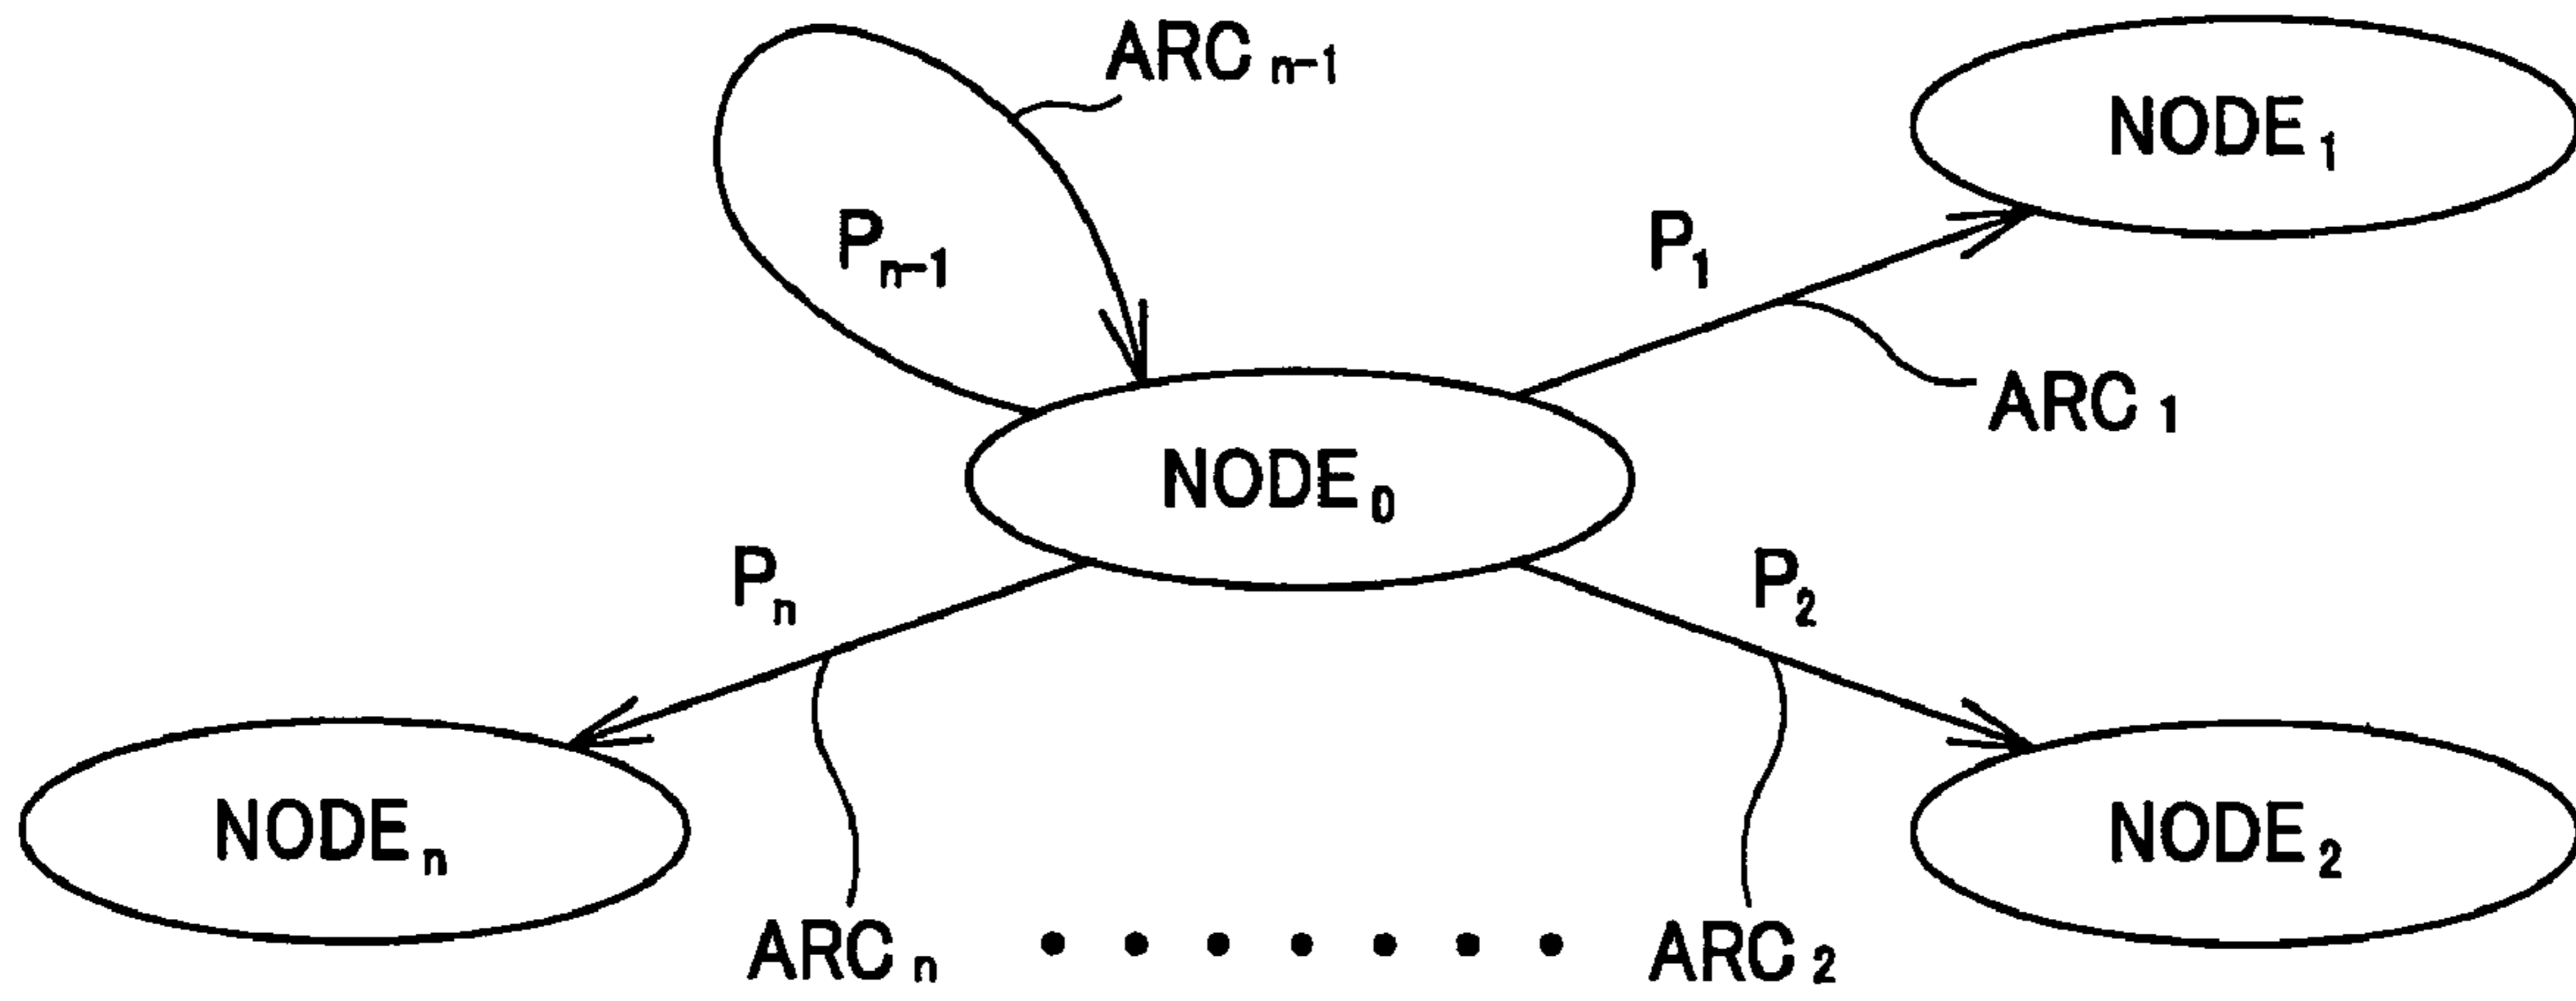 ARC n-1
NODE 1
P n-1
P 1
ARC 1
NODE 0
P n
P 2
NODE n
NODE 2
ARC n • • • • • • • ARC 2